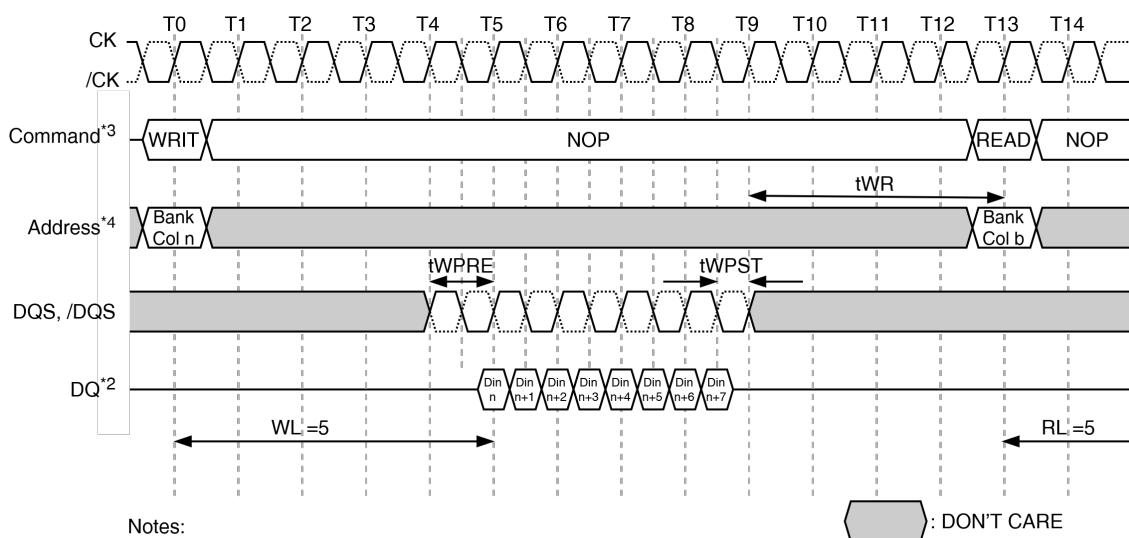 T0 T1 T2 T3 T4 T5 T6 T7 T8 T9 T10 T11 T12 T13 T14
CK
/CK
Command*3 WRIT NOP READ NOP
tWR
Address*4 Bank Col n Bank Col b
tWPRE tWPST
DQS, /DQS
DQ*2 Din n Din n+1 Din n+2 Din n+3 Din n+4 Din n+5 Din n+6 Din n+7
WL =5 RL =5
Notes: : DON'T CARE